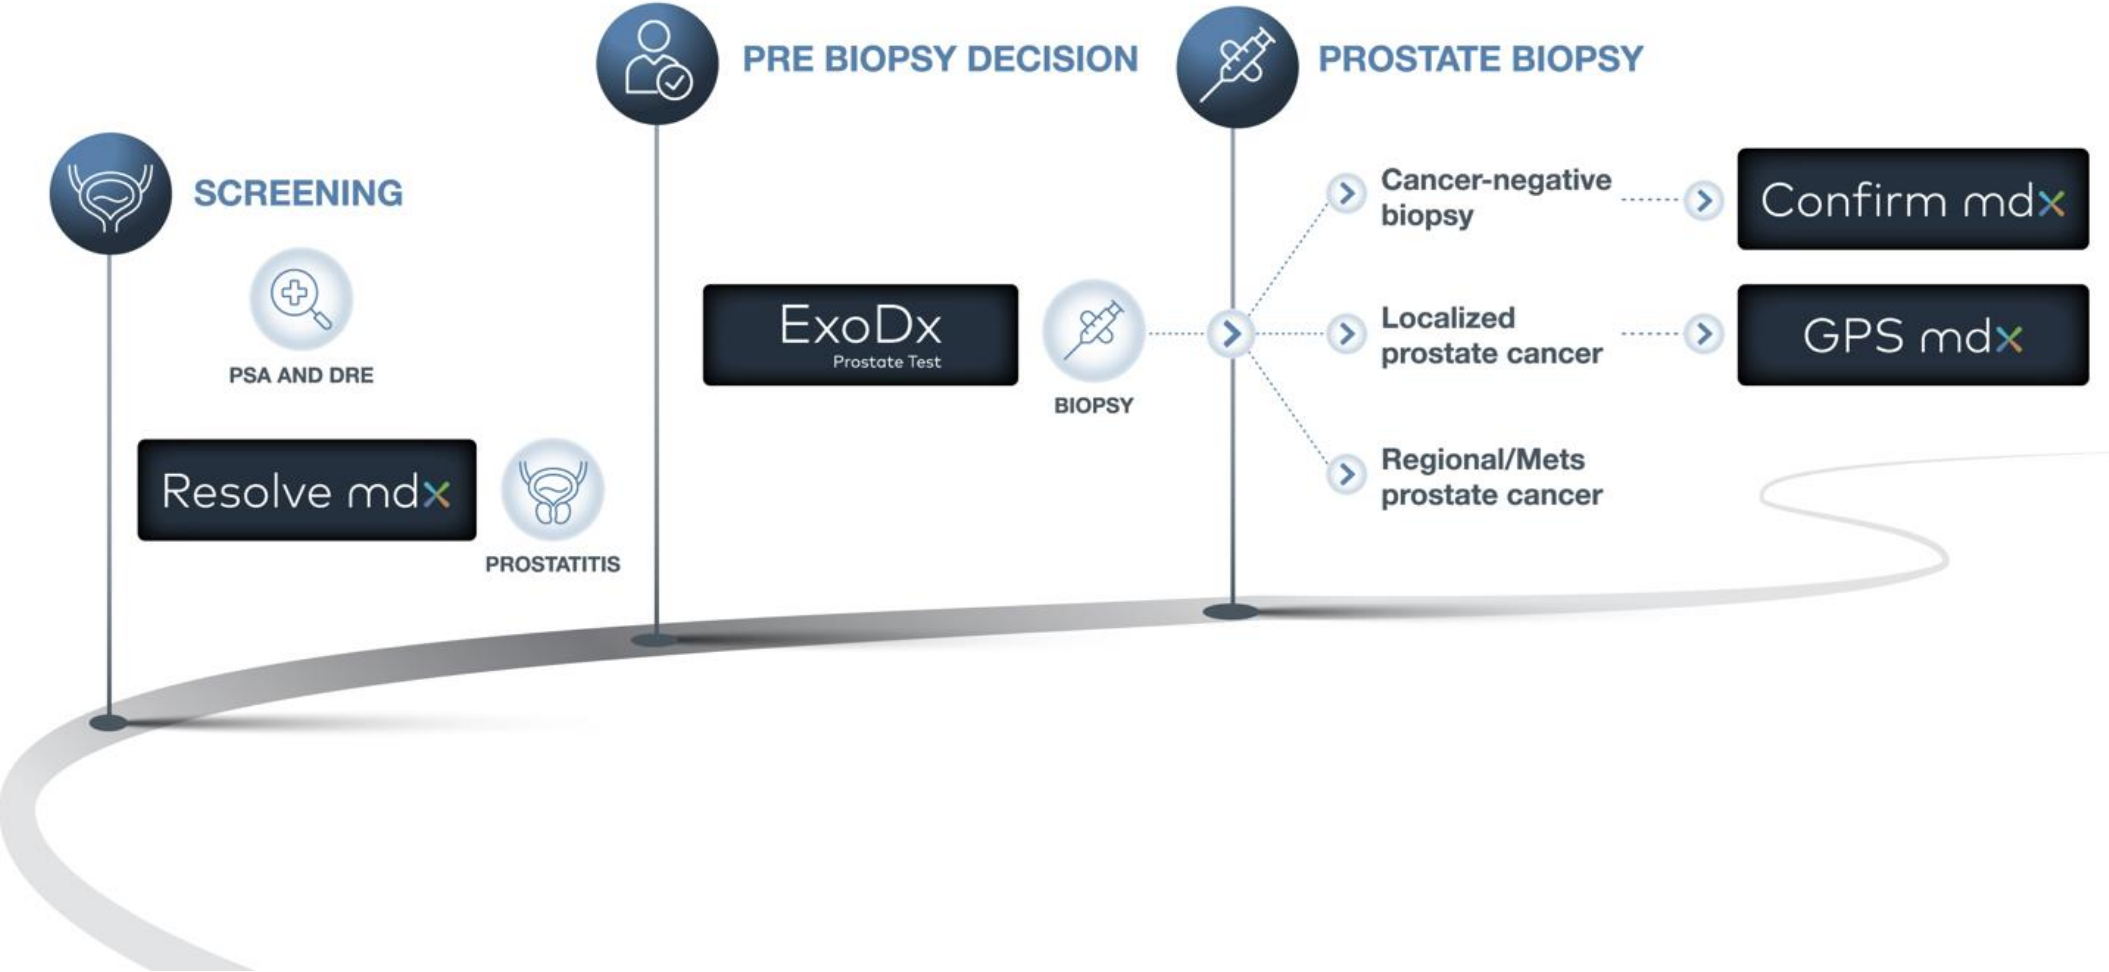 SCREENING
PSA AND DRE
Resolve mdx
PROSTATITIS
PRE BIOPSY DECISION
ExoDx
Prostate Test
BIOPSY
PROSTATE BIOPSY
Cancer-negative
biopsy
Confirm mdx
Localized
prostate cancer
GPS mdx
Regional/Mets
prostate cancer